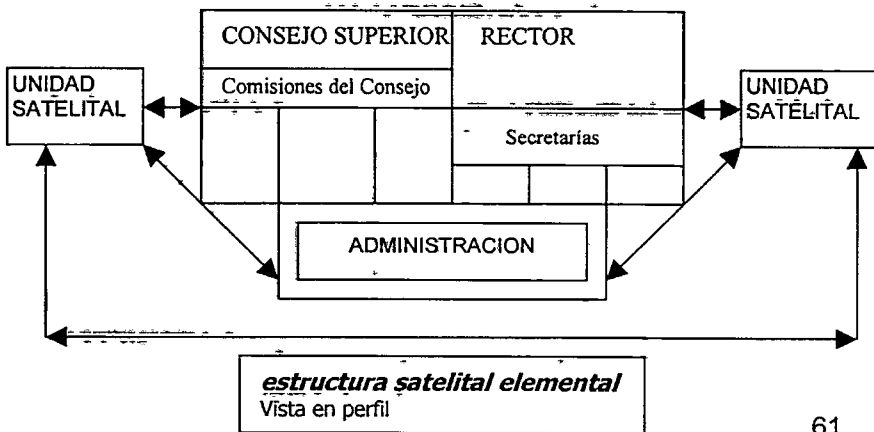 CONSEJO SUPERIOR
RECTOR
UNIDAD
SATELITAL
Comisiones del Consejo
Secretarías
UNIDAD
SATELITAL
ADMINISTRACION
estructura satelital elemental
Vista en perfil
61